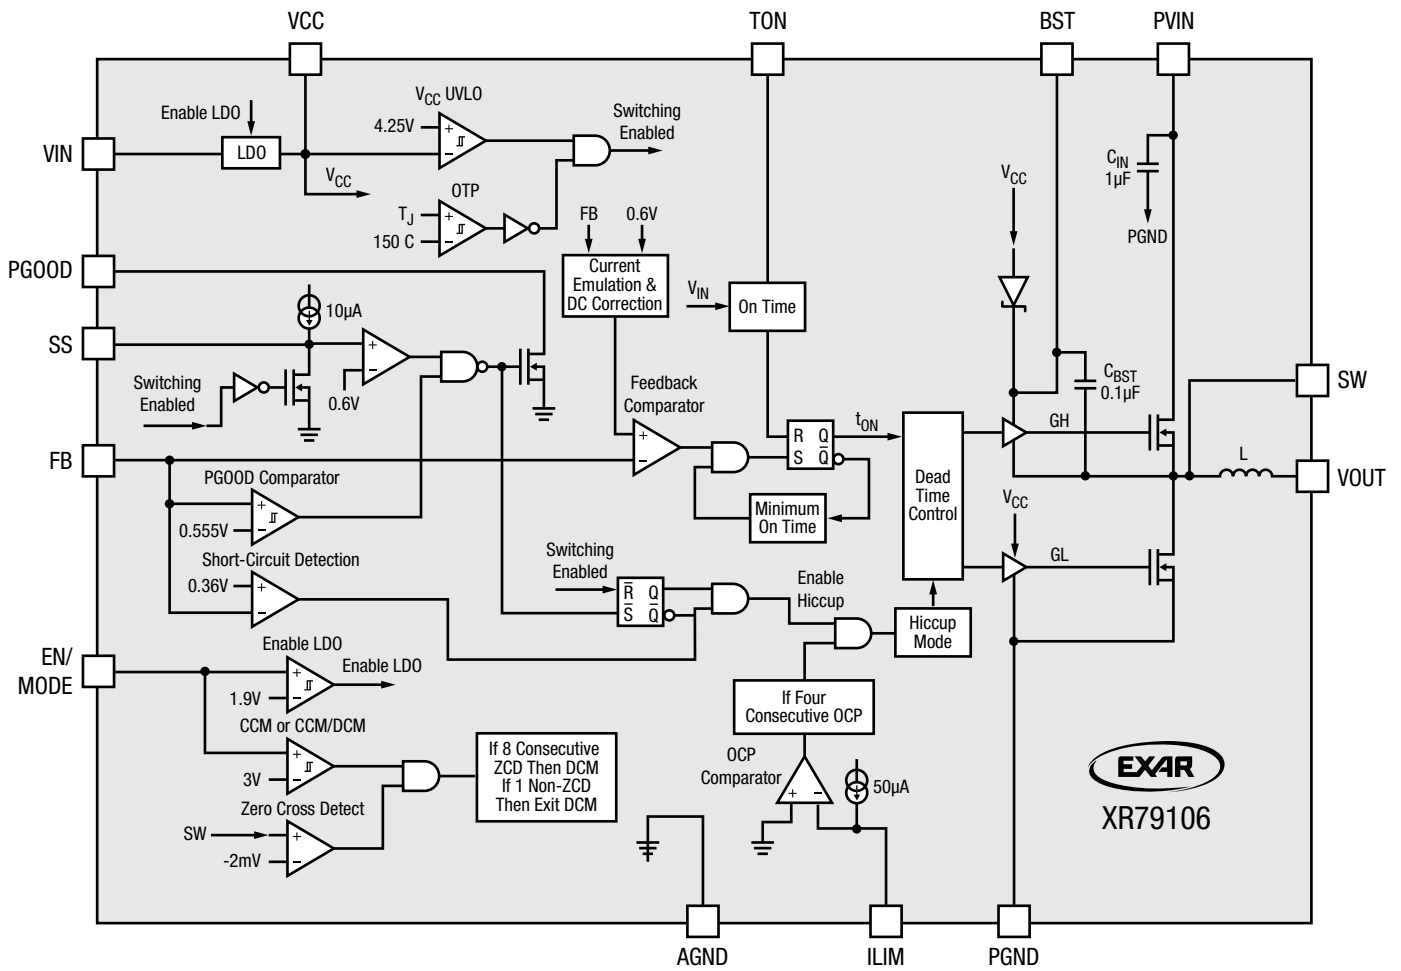 VCC
TON
BST
PVIN
VIN
PGOOD
SS
FB
EN/
MODE
SW
VOUT
AGND
ILIM
PGND
Enable LDO
LDO
VCC
VCC UVLO
4.25V
+
−
Switching
Enabled
OTP
TJ
150 C
+
−
FB
0.6V
Current
Emulation &
DC Correction
VIN
On Time
VCC
CIN
1µF
PGND
10µA
+
−
0.6V
Switching
Enabled
Feedback
Comparator
+
−
R Q
S Q
tON
Minimum
On Time
Dead
Time
Control
CBST
0.1µF
GH
L
VCC
GL
PGOOD Comparator
+
−
0.555V
Short-Circuit Detection
0.36V
+
−
Switching
Enabled
R Q
S Q
Enable
Hiccup
Hiccup
Mode
If Four
Consecutive OCP
OCP
Comparator
+ −
50µA
Enable LDO
+
−
1.9V
Enable LDO
CCM or CCM/DCM
+
−
3V
Zero Cross Detect
SW
+
−
-2mV
If 8 Consecutive
ZCD Then DCM
If 1 Non-ZCD
Then Exit DCM
EXAR
XR79106